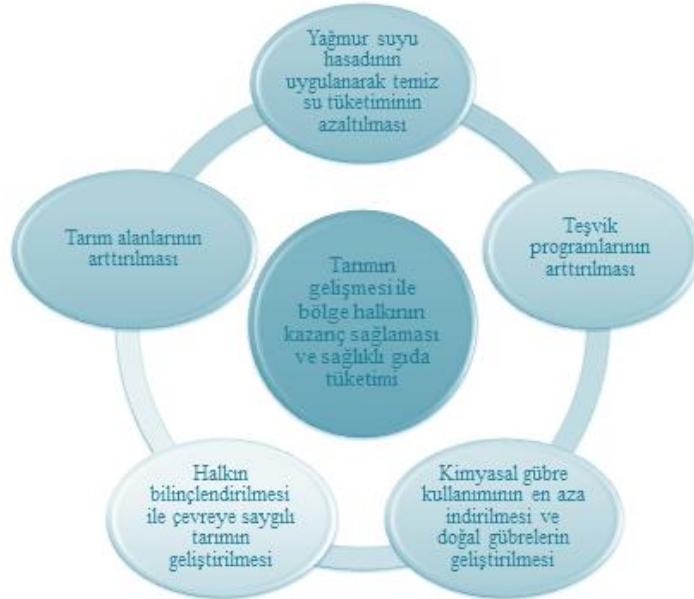 Yağmur suyu
hasadının
uygulanarak temiz
su tüketiminin
azaltılması
Teşvik
programlarının
arttırılması
Kimyasal gübre
kullanımının en aza
indirilmesi ve
doğal gübrelerin
geliştirilmesi
Halkın
bilinçlendirilmesi
ile çevreye saygılı
tarımın
geliştirilmesi
Tarım alanlarının
arttırılması
Tarımın
gelişmesi ile
bölge halkının
kazanç sağlaması
ve sağlıklı gıda
tüketimi